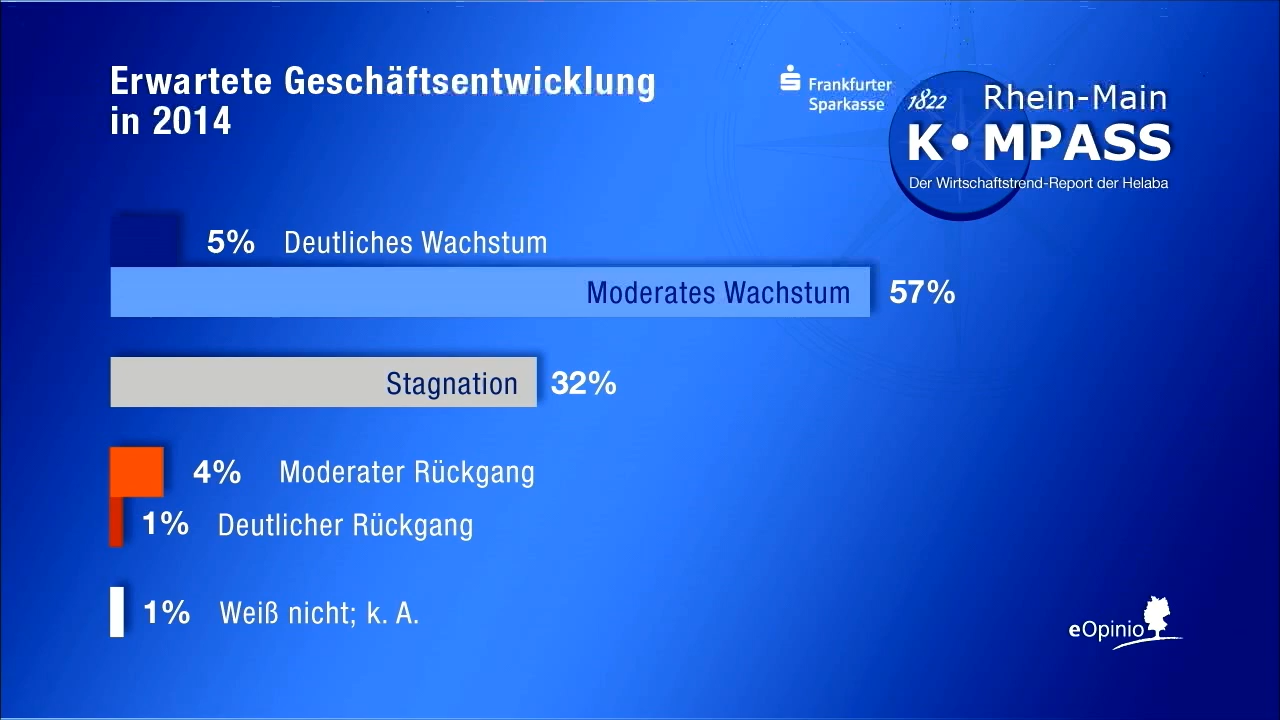 Erwartete Geschäftsentwicklung
in 2014
Frankfurter
Sparkasse
1822
Rhein-Main
K•MPASS
Der Wirtschaftstrend-Report der Helaba
5% Deutliches Wachstum
Moderates Wachstum 57%
Stagnation 32%
4% Moderater Rückgang
1% Deutlicher Rückgang
1% Weiß nicht; k. A.
eOpinio